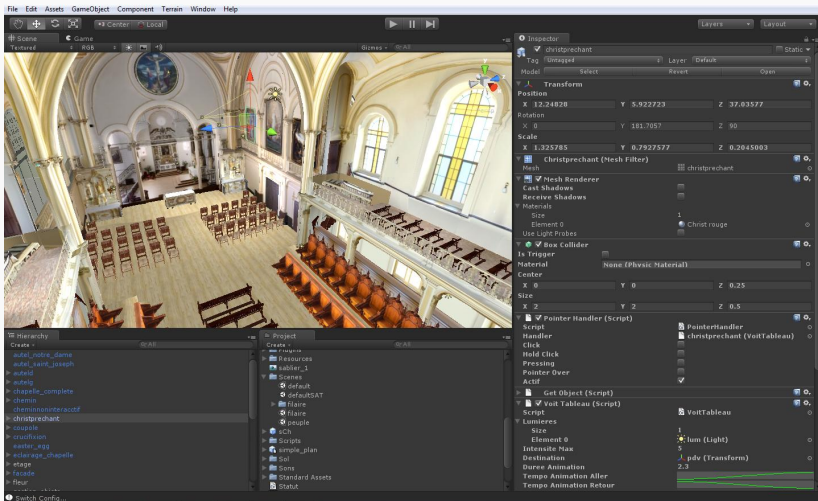 File Edit Assets GameObject Component Terrain Window Help
Center Local
Layers Layout
Scene Game
Textured RGB Gizmos All
Inspector
christprechant Static
Tag Untagged Layer Default
Model Select Revert Open
Transform
Position
X 12.24820 Y 5.922723 Z 37.03577
Rotation
X 0 Y 181.7057 Z 90
Scale
X 1.325785 Y 0.7927577 Z 0.2045003
Christprechant (Mesh Filter)
Mesh christprechant
Mesh Renderer
Cast Shadows
Receive Shadows
Materials
Size 1
Element 0 Christ rouge
Use Light Probes
Box Collider
Is Trigger
Material None (Physic Material)
Center
X 0 Y 0 Z 0.25
Size
X 2 Y 2 Z 0.5
Pointer Handler (Script)
Script PointerHandler
Handler christprechant (VoitTableau)
Click
Hold Click
Pressing
Pointer Over
Actif
Get Object (Script)
Voit Tableau (Script)
Script VoitTableau
Lumieres
Size 1
Element 0 lum (Light)
Intensite Max 5
Destination pdv (Transform)
Duree Animation 2.3
Tempo Animation Aller
Tempo Animation Retour
Hierarchy
Create All
autel_notre_dame
autel_saint_joseph
auteld
autelg
chapelle_complete
chemin
cheminnoninteracctif
christprechant
coupole
crucifixion
easter_egg
eclairage_chapelle
etage
facade
fleur
Project
Create All
Plugins
Resources
sablier_1
Scenes
default
defaultSAT
filaire
filaire
peuple
sCh
Scripts
simple_plan
Sol
Sons
Standard Assets
Statut
Switch Config...